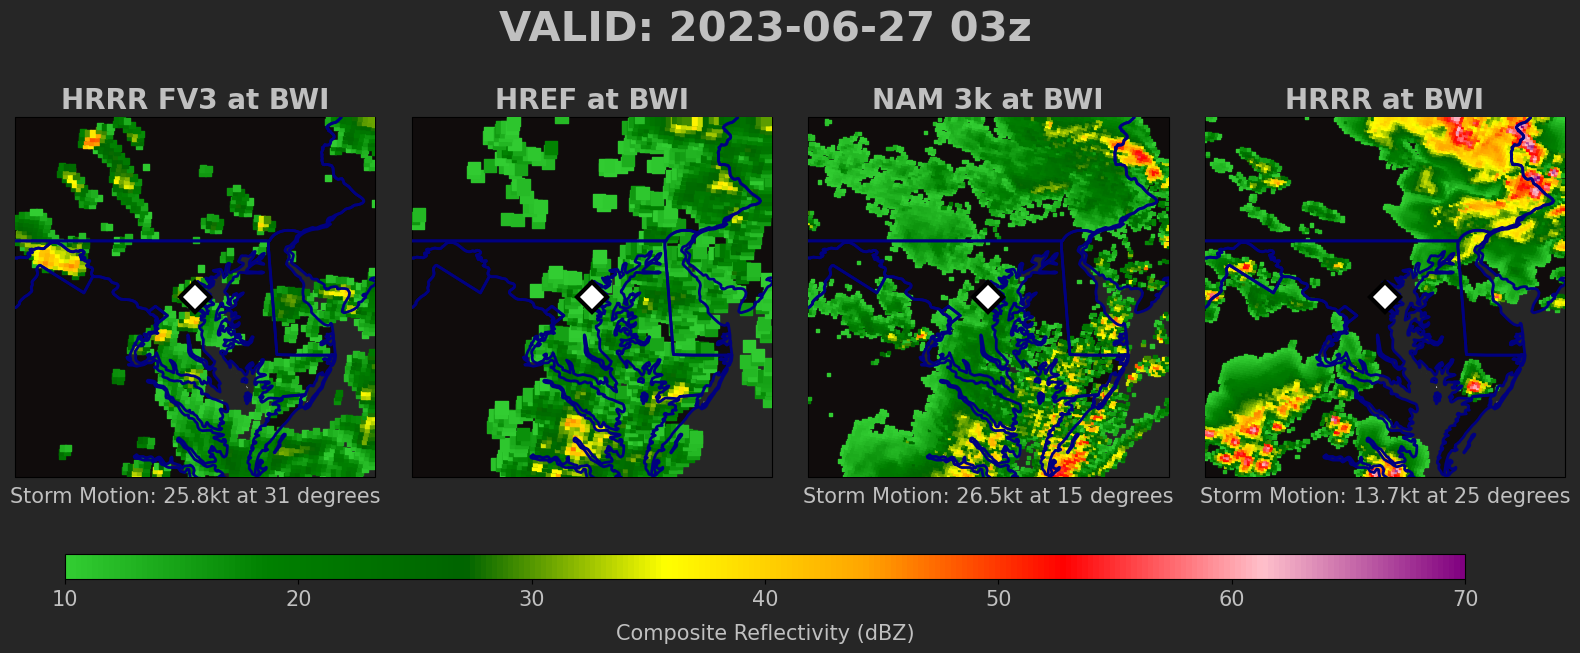 VALID: 2023-06-27 03z
HRRR FV3 at BWI
HREF at BWI
NAM 3k at BWI
HRRR at BWI
Storm Motion: 25.8kt at 31 degrees
Storm Motion: 26.5kt at 15 degrees
Storm Motion: 13.7kt at 25 degrees
10 20 30 40 50 60 70
Composite Reflectivity (dBZ)